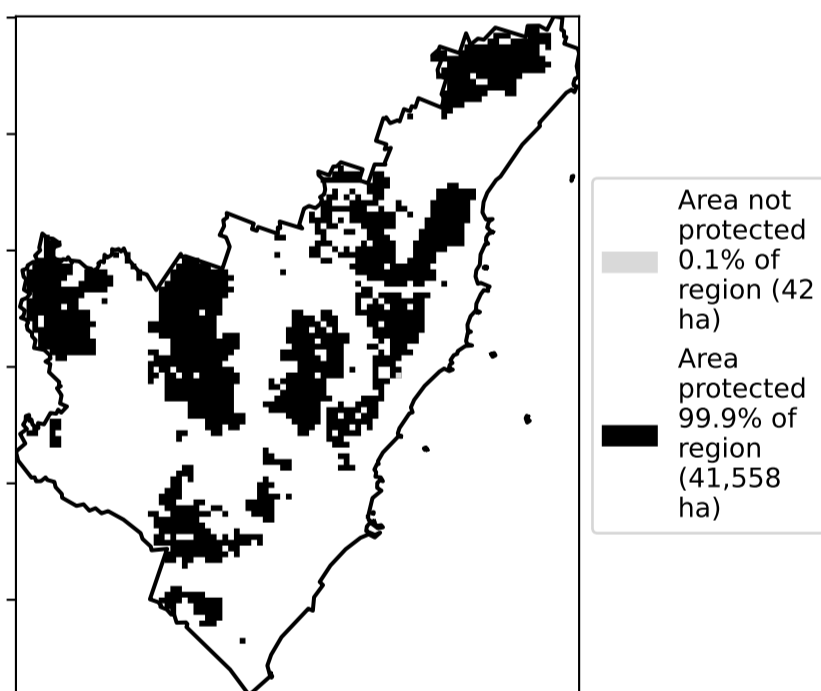 Area not
protected
0.1% of
region (42
ha)
Area
protected
99.9% of
region
(41,558
ha)